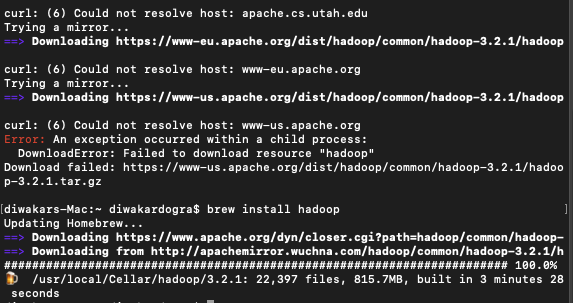 curl: (6) Could not resolve host: apache.cs.utah.edu
Trying a mirror...
==> Downloading https://www-eu.apache.org/dist/hadoop/common/hadoop-3.2.1/hadoop
curl: (6) Could not resolve host: www-eu.apache.org
Trying a mirror...
==> Downloading https://www-us.apache.org/dist/hadoop/common/hadoop-3.2.1/hadoop
curl: (6) Could not resolve host: www-us.apache.org
Error: An exception occurred within a child process:
  DownloadError: Failed to download resource "hadoop"
Download failed: https://www-us.apache.org/dist/hadoop/common/hadoop-3.2.1/hadoo
p-3.2.1.tar.gz
[diwakars-Mac:~ diwakardogra$ brew install hadoop ]
Updating Homebrew...
==> Downloading https://www.apache.org/dyn/closer.cgi?path=hadoop/common/hadoop-
==> Downloading from http://apachemirror.wuchna.com/hadoop/common/hadoop-3.2.1/h
######################################################################## 100.0%
🍺  /usr/local/Cellar/hadoop/3.2.1: 22,397 files, 815.7MB, built in 3 minutes 28
 seconds